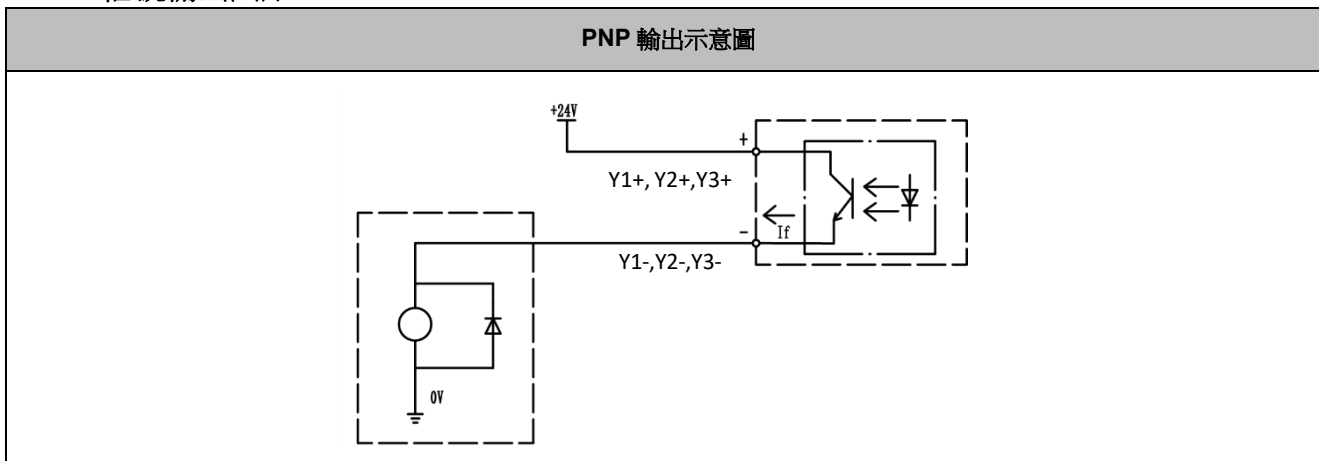 PNP 輸出示意圖
+24V
+
Y1+, Y2+,Y3+
If
-
Y1-,Y2-,Y3-
0V